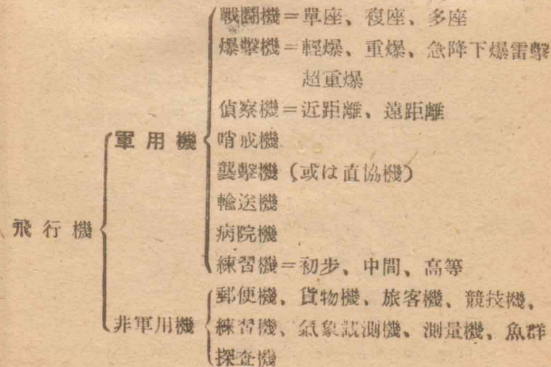 戰鬪機＝單座、複座、多座
爆擊機＝輕爆、重爆、急降下爆雷擊
超重爆
偵察機＝近距離、遠距離
軍用機
哨戒機
襲擊機（或は直協機）
輸送機
飛行機
病院機
練習機＝初步、中間、高等
郵便機、貨物機、旅客機、競技機、
非軍用機
練習機、氣象観測機、測量機、魚群
探查機